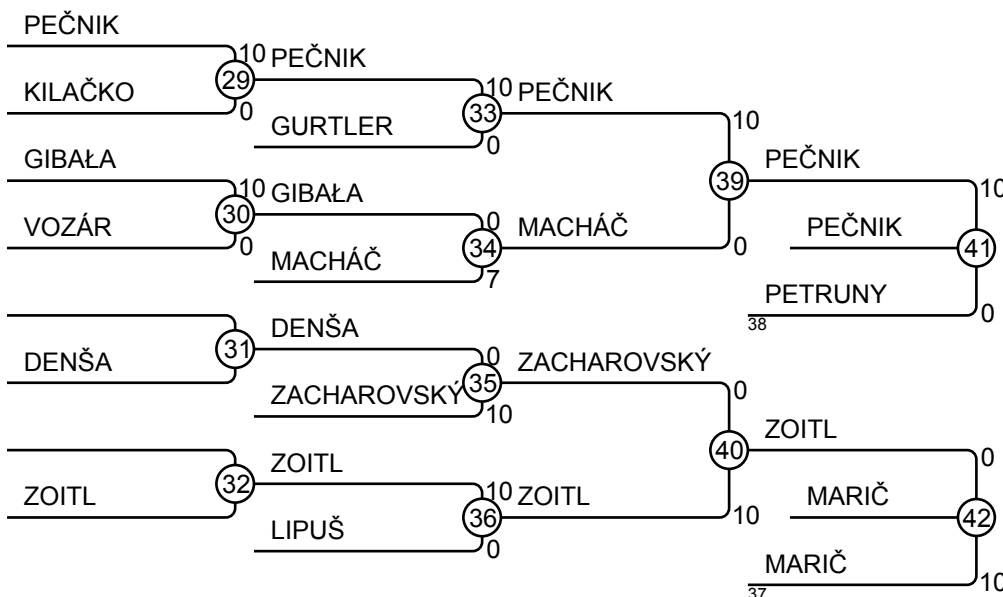 PEČNIK
10
29
PEČNIK
KILAČKO
0
10
33
PEČNIK
GURTLER
0
10
GIBAŁA
10
30
GIBAŁA
VOZÁR
0
0
34
MACHÁČ
MACHÁČ
7
0
39
PEČNIK
10
PEČNIK
41
PETRUNY
38
0
31
DENŠA
DENŠA
0
35
ZACHAROVSKÝ
ZACHAROVSKÝ
10
0
32
ZOITL
ZOITL
10
36
ZOITL
LIPUŠ
0
10
40
ZOITL
0
MARIČ
42
MARIČ
37
10